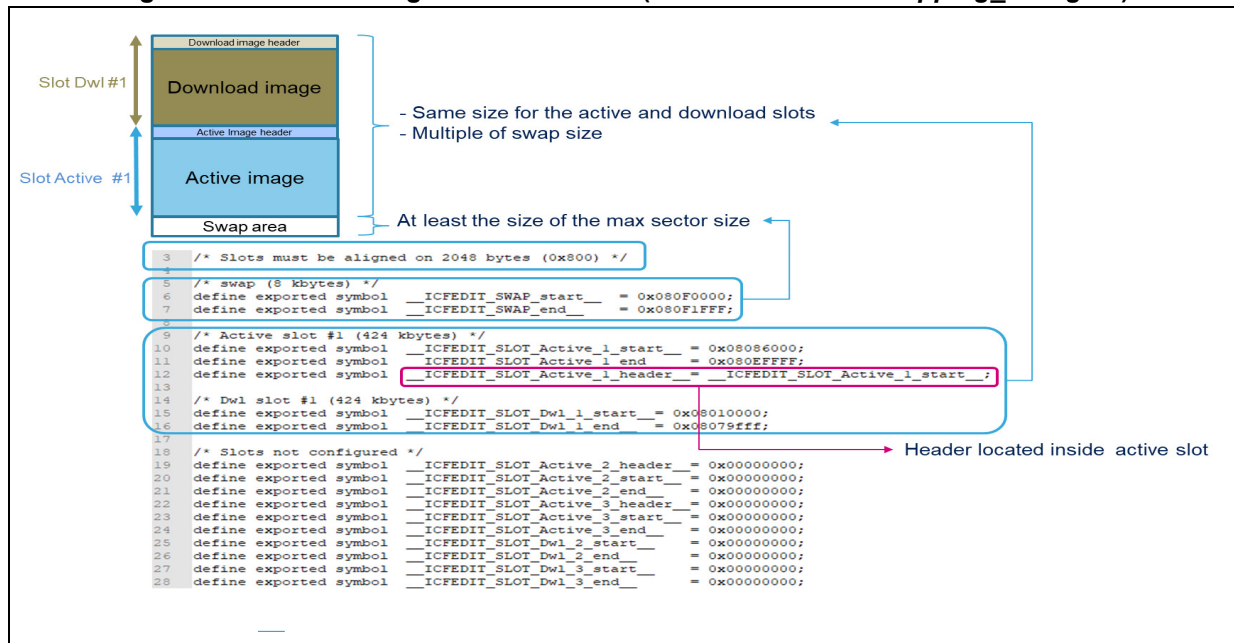 Download image header
Slot Dwl #1
Download image
Active Image header
Slot Active #1
Active image
Swap area
- Same size for the active and download slots
- Multiple of swap size
At least the size of the max sector size
3 /* Slots must be aligned on 2048 bytes (0x800) */
4
5 /* swap (8 kbytes) */
6 define exported symbol __ICFEDIT_SWAP_start__ = 0x080F0000;
7 define exported symbol __ICFEDIT_SWAP_end__ = 0x080F1FFF;
8
9 /* Active slot #1 (424 kbytes) */
10 define exported symbol __ICFEDIT_SLOT_Active_1_start__ = 0x08086000;
11 define exported symbol __ICFEDIT_SLOT_Active_1_end__ = 0x080EFFFF;
12 define exported symbol __ICFEDIT_SLOT_Active_1_header__= __ICFEDIT_SLOT_Active_1_start__;
13
14 /* Dwl slot #1 (424 kbytes) */
15 define exported symbol __ICFEDIT_SLOT_Dwl_1_start__= 0x08010000;
16 define exported symbol __ICFEDIT_SLOT_Dwl_1_end__ = 0x08079fff;
17
Header located inside active slot
18 /* Slots not configured */
19 define exported symbol __ICFEDIT_SLOT_Active_2_header__= 0x00000000;
20 define exported symbol __ICFEDIT_SLOT_Active_2_start__ = 0x00000000;
21 define exported symbol __ICFEDIT_SLOT_Active_2_end__ = 0x00000000;
22 define exported symbol __ICFEDIT_SLOT_Active_3_header__= 0x00000000;
23 define exported symbol __ICFEDIT_SLOT_Active_3_start__ = 0x00000000;
24 define exported symbol __ICFEDIT_SLOT_Active_3_end__ = 0x00000000;
25 define exported symbol __ICFEDIT_SLOT_Dwl_2_start__ = 0x00000000;
26 define exported symbol __ICFEDIT_SLOT_Dwl_2_end__ = 0x00000000;
27 define exported symbol __ICFEDIT_SLOT_Dwl_3_start__ = 0x00000000;
28 define exported symbol __ICFEDIT_SLOT_Dwl_3_end__ = 0x00000000;